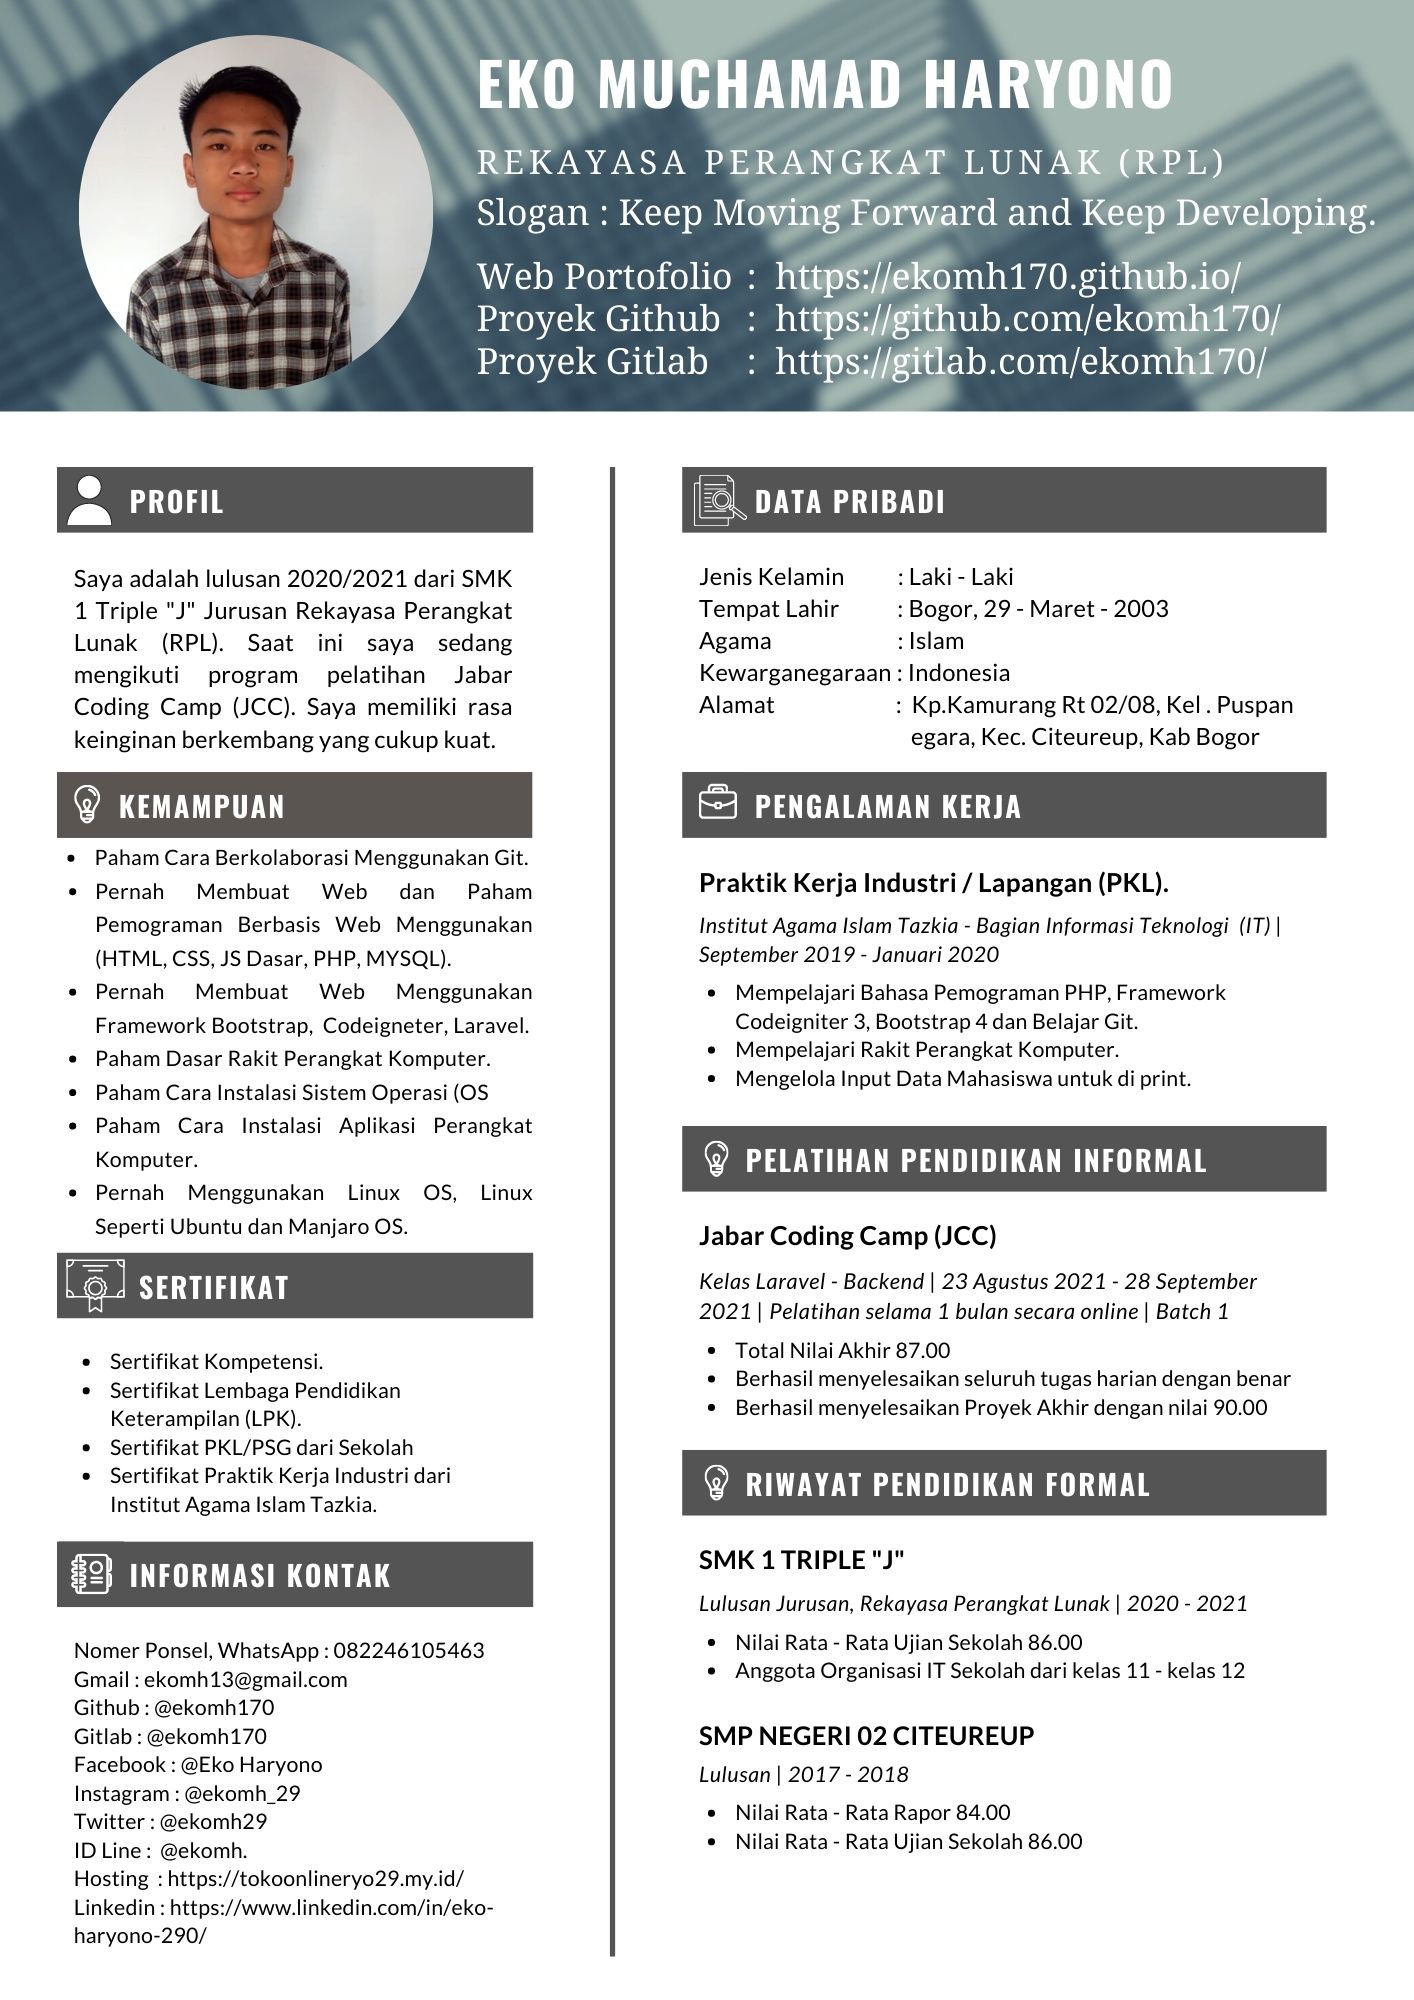 EKO MUCHAMAD HARYONO
REKAYASA PERANGKAT LUNAK (RPL)
Slogan : Keep Moving Forward and Keep Developing.
Web Portofolio : https://ekomh170.github.io/
Proyek Github : https://github.com/ekomh170/
Proyek Gitlab : https://gitlab.com/ekomh170/
PROFIL
Saya adalah lulusan 2020/2021 dari SMK
1 Triple "J" Jurusan Rekayasa Perangkat
Lunak (RPL). Saat ini saya sedang
mengikuti program pelatihan Jabar
Coding Camp (JCC). Saya memiliki rasa
keinginan berkembang yang cukup kuat.
KEMAMPUAN
• Paham Cara Berkolaborasi Menggunakan Git.
• Pernah Membuat Web dan Paham
Pemograman Berbasis Web Menggunakan
(HTML, CSS, JS Dasar, PHP, MYSQL).
• Pernah Membuat Web Menggunakan
Framework Bootstrap, Codeigneter, Laravel.
• Paham Dasar Rakit Perangkat Komputer.
• Paham Cara Instalasi Sistem Operasi (OS
• Paham Cara Instalasi Aplikasi Perangkat
Komputer.
• Pernah Menggunakan Linux OS, Linux
Seperti Ubuntu dan Manjaro OS.
SERTIFIKAT
• Sertifikat Kompetensi.
• Sertifikat Lembaga Pendidikan
Keterampilan (LPK).
• Sertifikat PKL/PSG dari Sekolah
• Sertifikat Praktik Kerja Industri dari
Institut Agama Islam Tazkia.
INFORMASI KONTAK
Nomer Ponsel, WhatsApp : 082246105463
Gmail : ekomh13@gmail.com
Github : @ekomh170
Gitlab : @ekomh170
Facebook : @Eko Haryono
Instagram : @ekomh_29
Twitter : @ekomh29
ID Line : @ekomh.
Hosting : https://tokoonlineryo29.my.id/
Linkedin : https://www.linkedin.com/in/eko-
haryono-290/
DATA PRIBADI
Jenis Kelamin : Laki - Laki
Tempat Lahir : Bogor, 29 - Maret - 2003
Agama : Islam
Kewarganegaraan : Indonesia
Alamat : Kp.Kamurang Rt 02/08, Kel . Puspan
egara, Kec. Citeureup, Kab Bogor
PENGALAMAN KERJA
Praktik Kerja Industri / Lapangan (PKL).
Institut Agama Islam Tazkia - Bagian Informasi Teknologi (IT) |
September 2019 - Januari 2020
• Mempelajari Bahasa Pemograman PHP, Framework
Codeigniter 3, Bootstrap 4 dan Belajar Git.
• Mempelajari Rakit Perangkat Komputer.
• Mengelola Input Data Mahasiswa untuk di print.
PELATIHAN PENDIDIKAN INFORMAL
Jabar Coding Camp (JCC)
Kelas Laravel - Backend | 23 Agustus 2021 - 28 September
2021 | Pelatihan selama 1 bulan secara online | Batch 1
• Total Nilai Akhir 87.00
• Berhasil menyelesaikan seluruh tugas harian dengan benar
• Berhasil menyelesaikan Proyek Akhir dengan nilai 90.00
RIWAYAT PENDIDIKAN FORMAL
SMK 1 TRIPLE "J"
Lulusan Jurusan, Rekayasa Perangkat Lunak | 2020 - 2021
• Nilai Rata - Rata Ujian Sekolah 86.00
• Anggota Organisasi IT Sekolah dari kelas 11 - kelas 12
SMP NEGERI 02 CITEUREUP
Lulusan | 2017 - 2018
• Nilai Rata - Rata Rapor 84.00
• Nilai Rata - Rata Ujian Sekolah 86.00